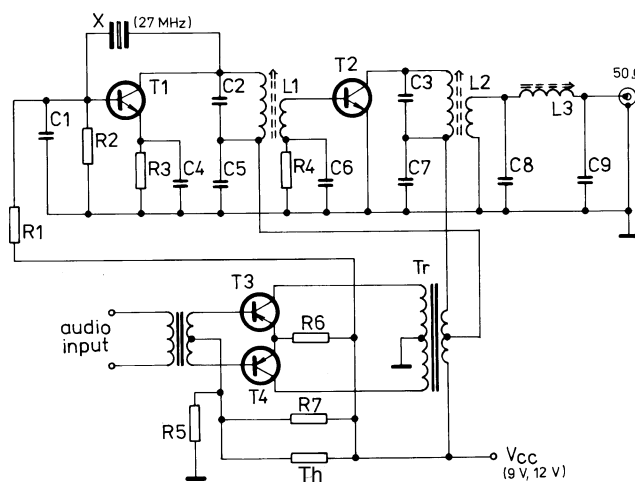 X (27 MHz)
T1
C2
L1
T2
C3
L2
50Ω
L3
C1
R2
R3
C4
C5
R4
C6
C7
C8
C9
R1
Tr
T3
audio
input
R6
T4
R5
R7
Th
Vcc
(9 V, 12 V)